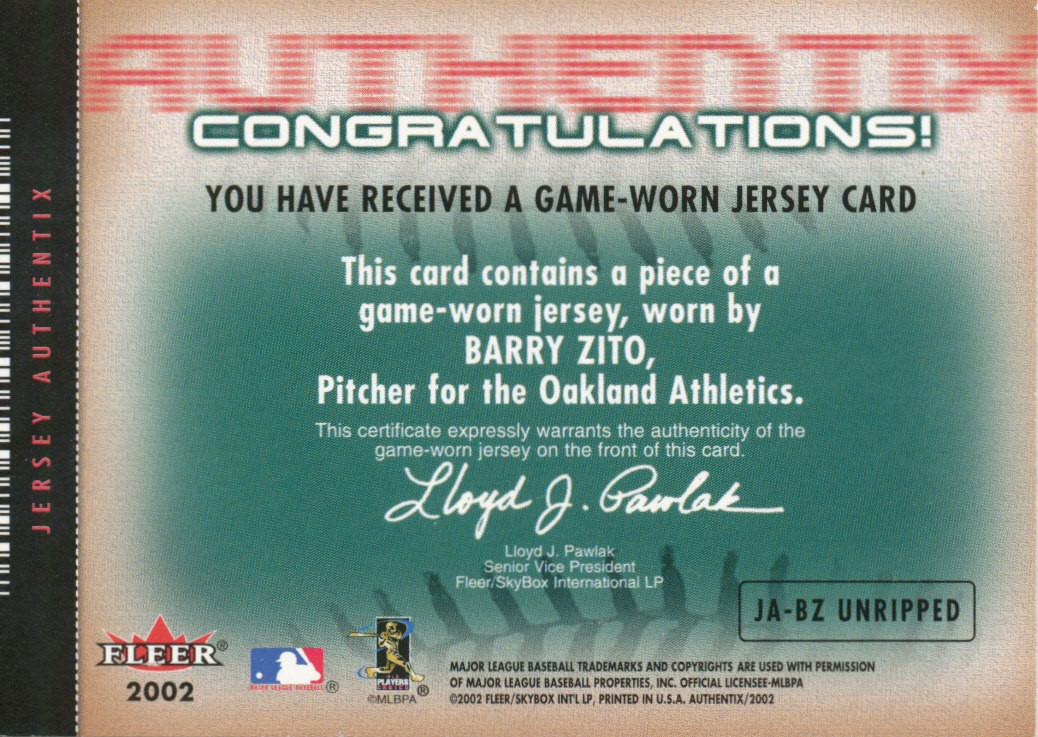 AUTHENTIX
CONGRATULATIONS!
YOU HAVE RECEIVED A GAME-WORN JERSEY CARD
This card contains a piece of a
game-worn jersey, worn by
BARRY ZITO,
Pitcher for the Oakland Athletics.
This certificate expressly warrants the authenticity of the
game-worn jersey on the front of this card.
Lloyd J. Pawlak
Lloyd J. Pawlak
Senior Vice President
Fleer/SkyBox International LP
JA-BZ UNRIPPED
JERSEY AUTHENTIX
FLEER®
2002
MAJOR LEAGUE BASEBALL®
PLAYERS
CHOICE®
©MLBPA
MAJOR LEAGUE BASEBALL TRADEMARKS AND COPYRIGHTS ARE USED WITH PERMISSION
OF MAJOR LEAGUE BASEBALL PROPERTIES, INC. OFFICIAL LICENSEE-MLBPA
©2002 FLEER/SKYBOX INT'L LP, PRINTED IN U.S.A. AUTHENTIX/2002